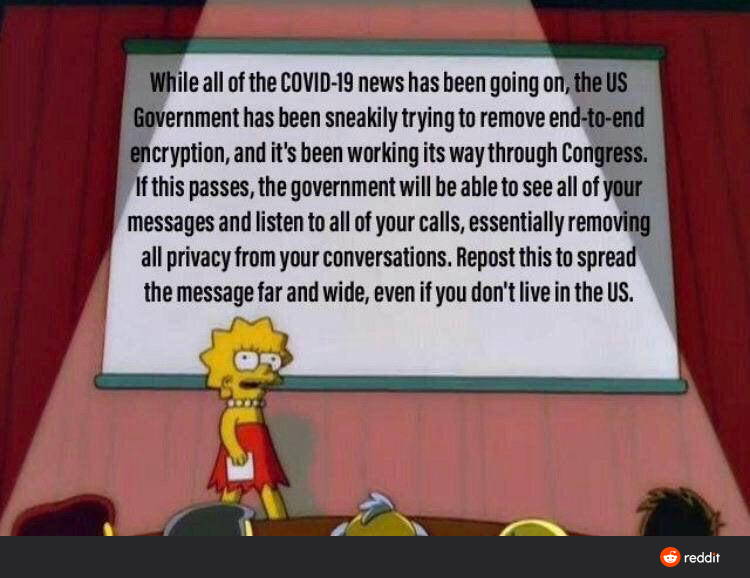 While all of the COVID-19 news has been going on, the US
Government has been sneakily trying to remove end-to-end
encryption, and it's been working its way through Congress.
If this passes, the government will be able to see all of your
messages and listen to all of your calls, essentially removing
all privacy from your conversations. Repost this to spread
the message far and wide, even if you don't live in the US.
reddit